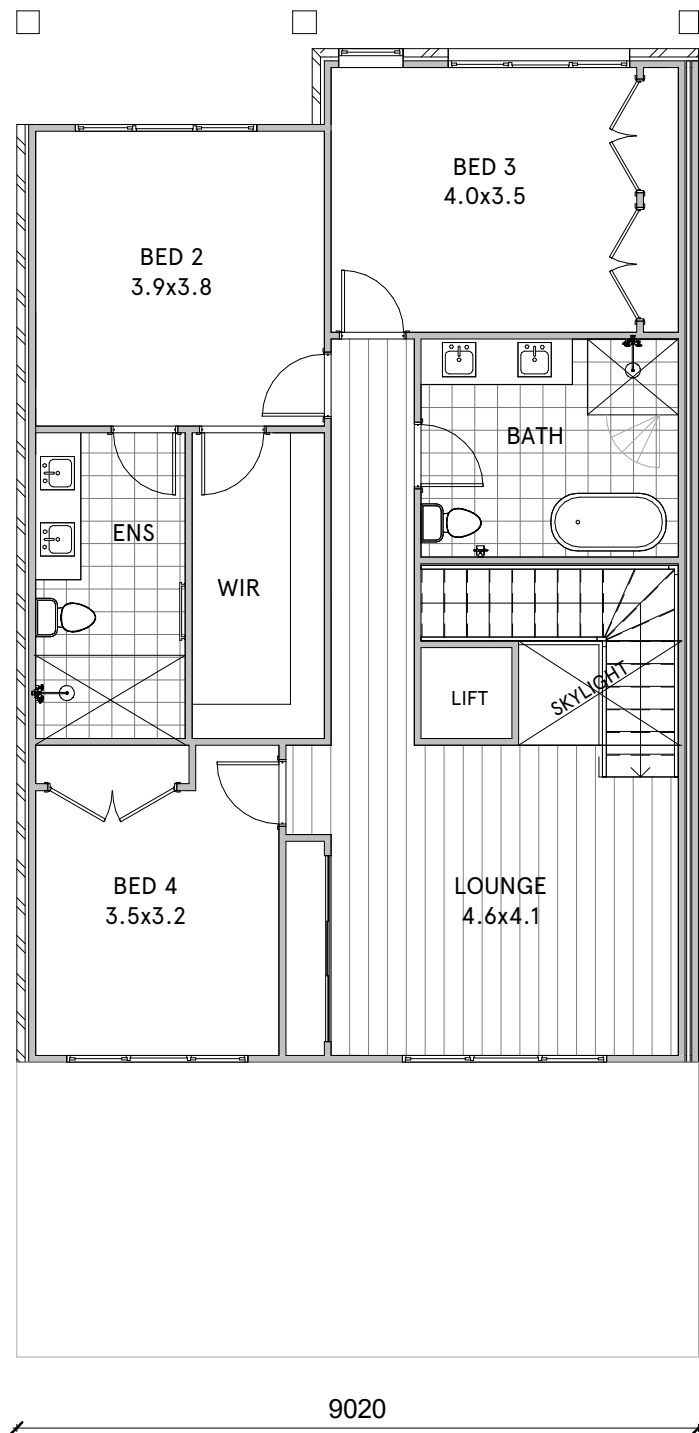 BED 3
4.0x3.5
BED 2
3.9x3.8
BATH
ENS
WIR
LIFT
SKYLIGHT
BED 4
3.5x3.2
LOUNGE
4.6x4.1
9020